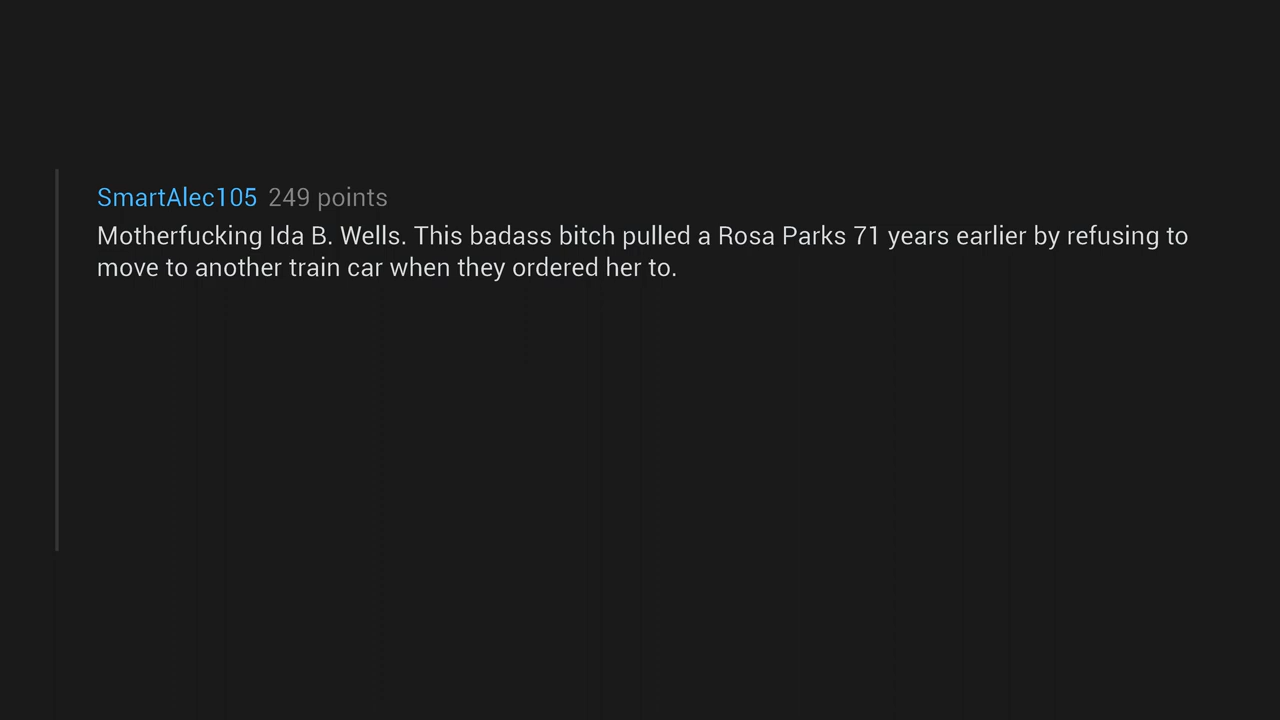 SmartAlec105 249 points
Motherfucking Ida B. Wells. This badass bitch pulled a Rosa Parks 71 years earlier by refusing to
move to another train car when they ordered her to.